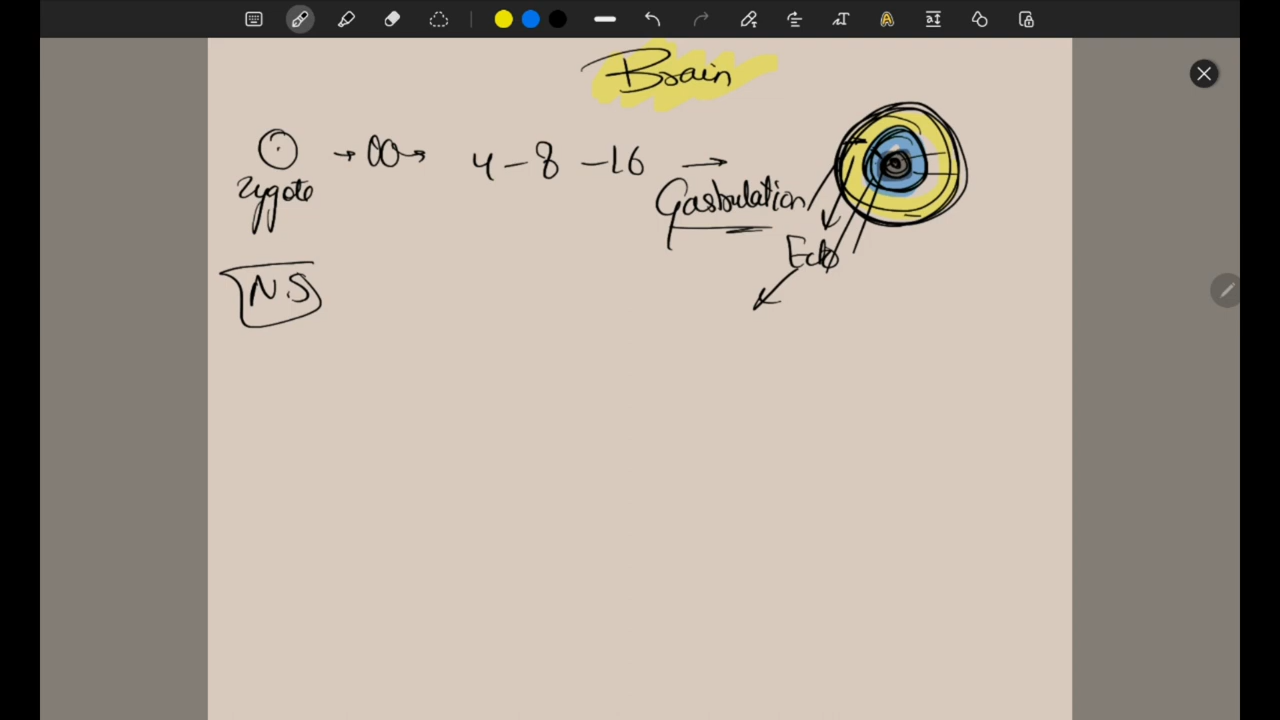 Brain
4 - 8 - 16
zygote
Gastrulation
Ecto
N.S